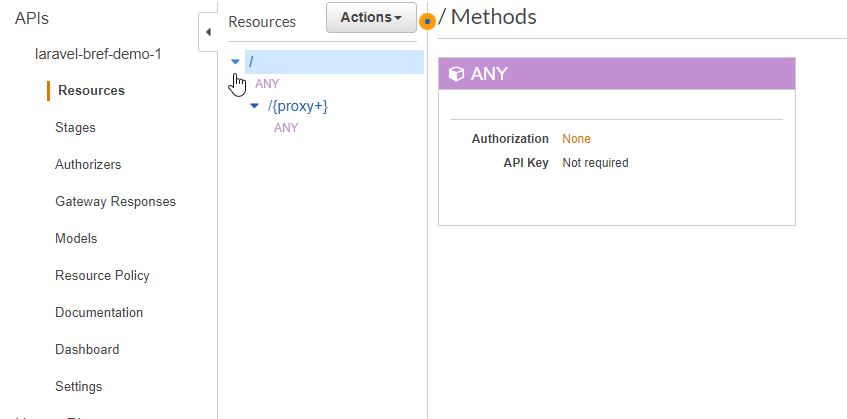 APIs
laravel-bref-demo-1
Resources
Stages
Authorizers
Gateway Responses
Models
Resource Policy
Documentation
Dashboard
Settings
Resources
Actions
/
ANY
/{proxy+}
ANY
/ Methods
ANY
Authorization None
API Key Not required